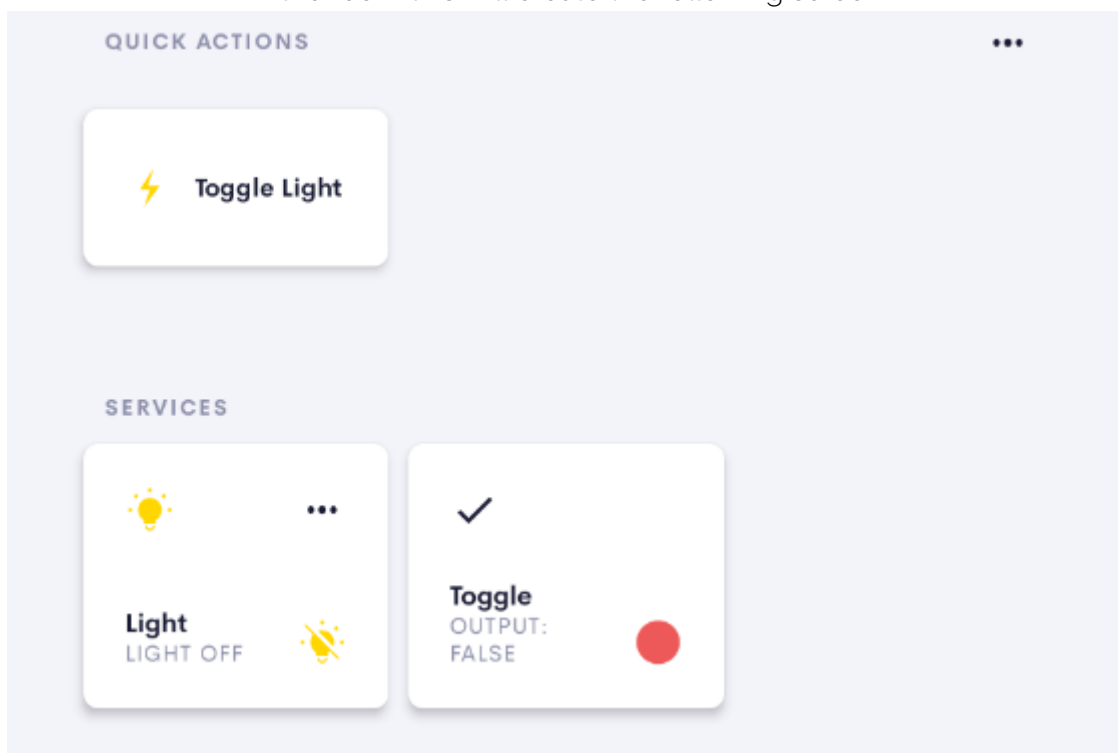 QUICK ACTIONS
Toggle Light
SERVICES
Light
LIGHT OFF
Toggle
OUTPUT:
FALSE